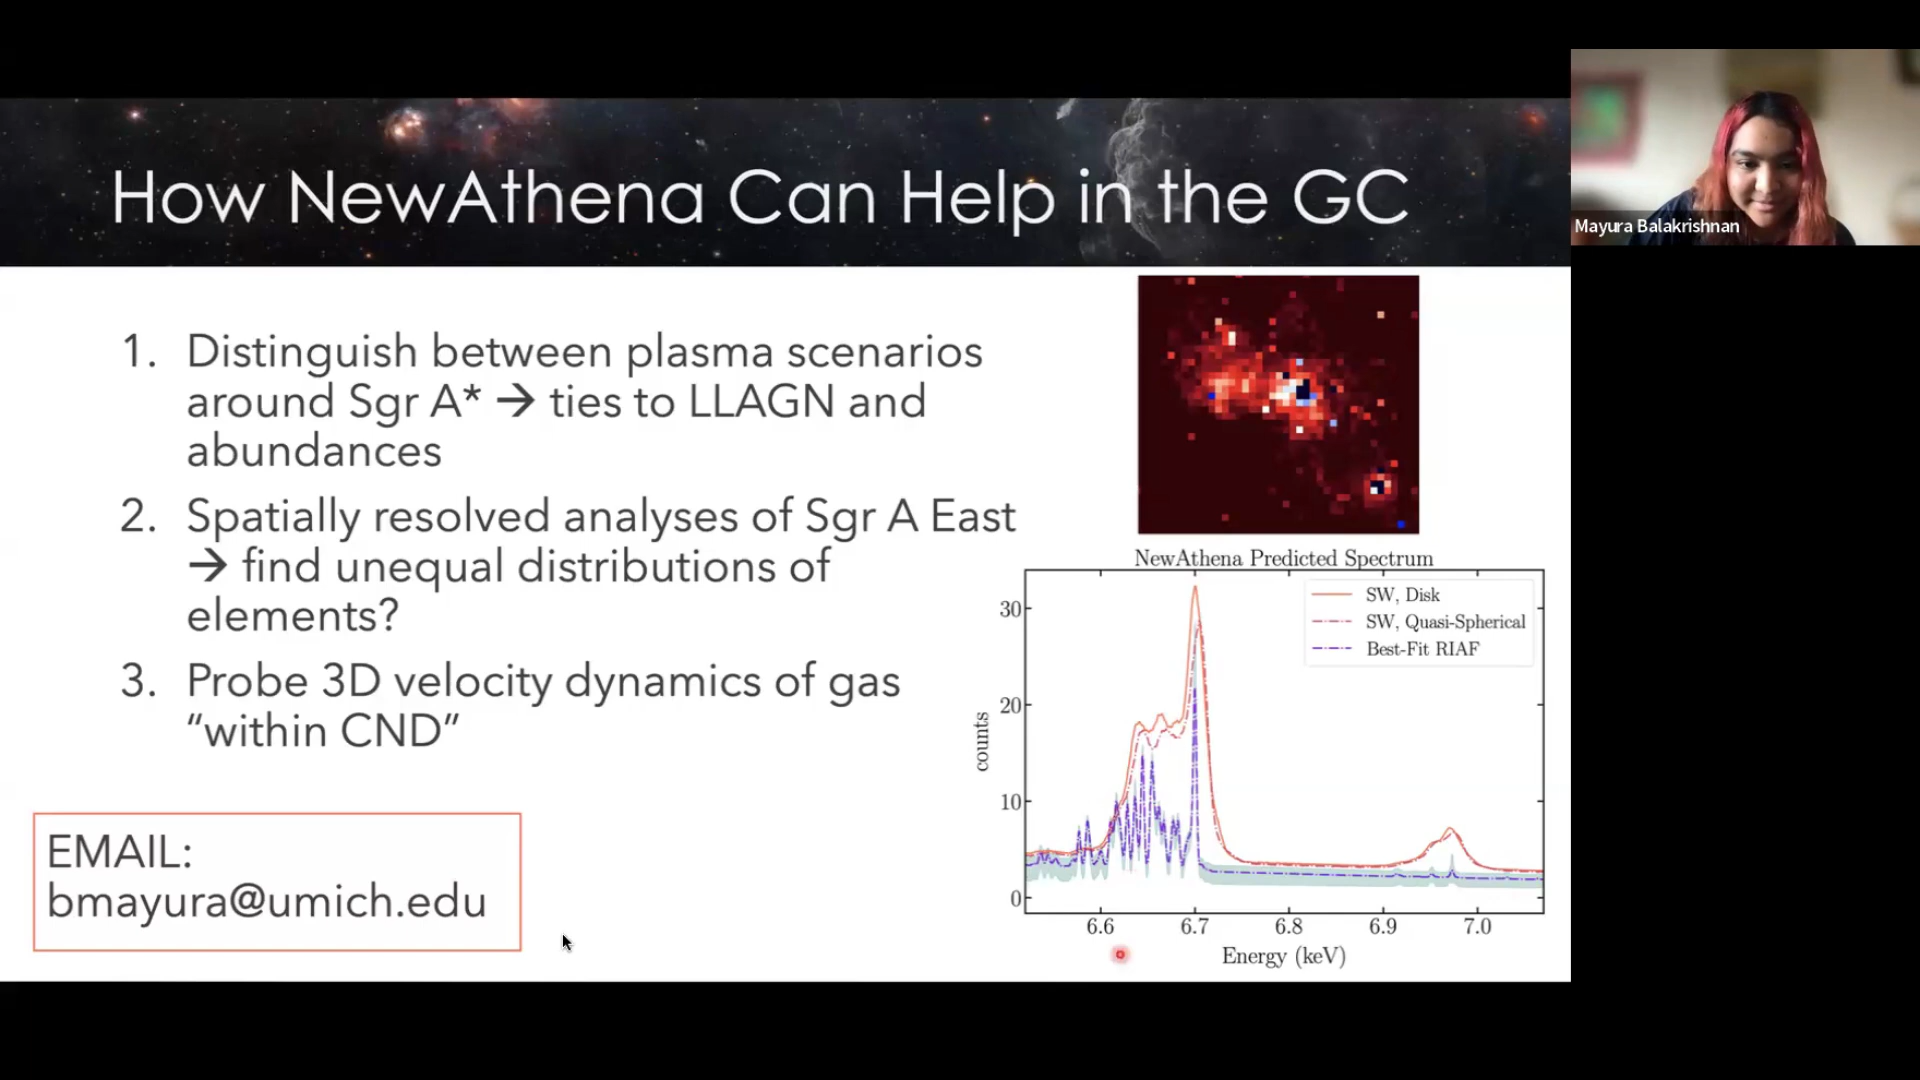 How NewAthena Can Help in the GC
Mayura Balakrishnan
1. Distinguish between plasma scenarios
around Sgr A* → ties to LLAGN and
abundances
2. Spatially resolved analyses of Sgr A East
→ find unequal distributions of
elements?
3. Probe 3D velocity dynamics of gas
“within CND”
EMAIL:
bmayura@umich.edu
NewAthena Predicted Spectrum
SW, Disk
SW, Quasi-Spherical
Best-Fit RIAF
counts
30
20
10
0
6.6 6.7 6.8 6.9 7.0
Energy (keV)